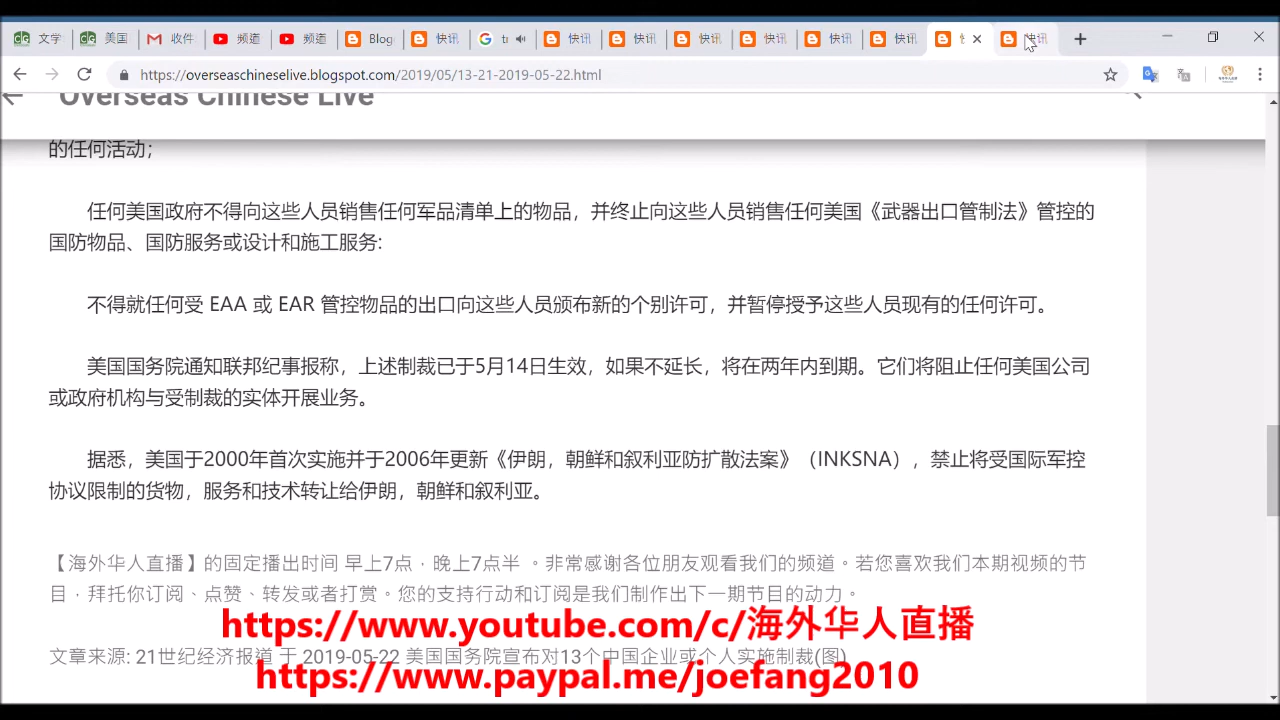 文学
美国
收件
频道
频道
Blog
快讯
快讯
快讯
快讯
快讯
快讯
快讯
快讯
https://overseaschineselive.blogspot.com/2019/05/13-21-2019-05-22.html
Overseas Chinese Live
的任何活动；
任何美国政府不得向这些人员销售任何军品清单上的物品，并终止向这些人员销售任何美国《武器出口管制法》管控的
国防物品、国防服务或设计和施工服务:
不得就任何受 EAA 或 EAR 管控物品的出口向这些人员颁布新的个别许可，并暂停授予这些人员现有的任何许可。
美国国务院通知联邦纪事报称，上述制裁已于5月14日生效，如果不延长，将在两年内到期。它们将阻止任何美国公司
或政府机构与受制裁的实体开展业务。
据悉，美国于2000年首次实施并于2006年更新《伊朗，朝鲜和叙利亚防扩散法案》（INKSNA），禁止将受国际军控
协议限制的货物，服务和技术转让给伊朗，朝鲜和叙利亚。
【海外华人直播】的固定播出时间 早上7点，晚上7点半 。非常感谢各位朋友观看我们的频道。若您喜欢我们本期视频的节
目，拜托你订阅、点赞、转发或者打赏。您的支持行动和订阅是我们制作出下一期节目的动力。
https://www.youtube.com/c/海外华人直播
文章来源: 21世纪经济报道 于 2019-05-22 美国国务院宣布对13个中国企业或个人实施制裁(图)
https://www.paypal.me/joefang2010